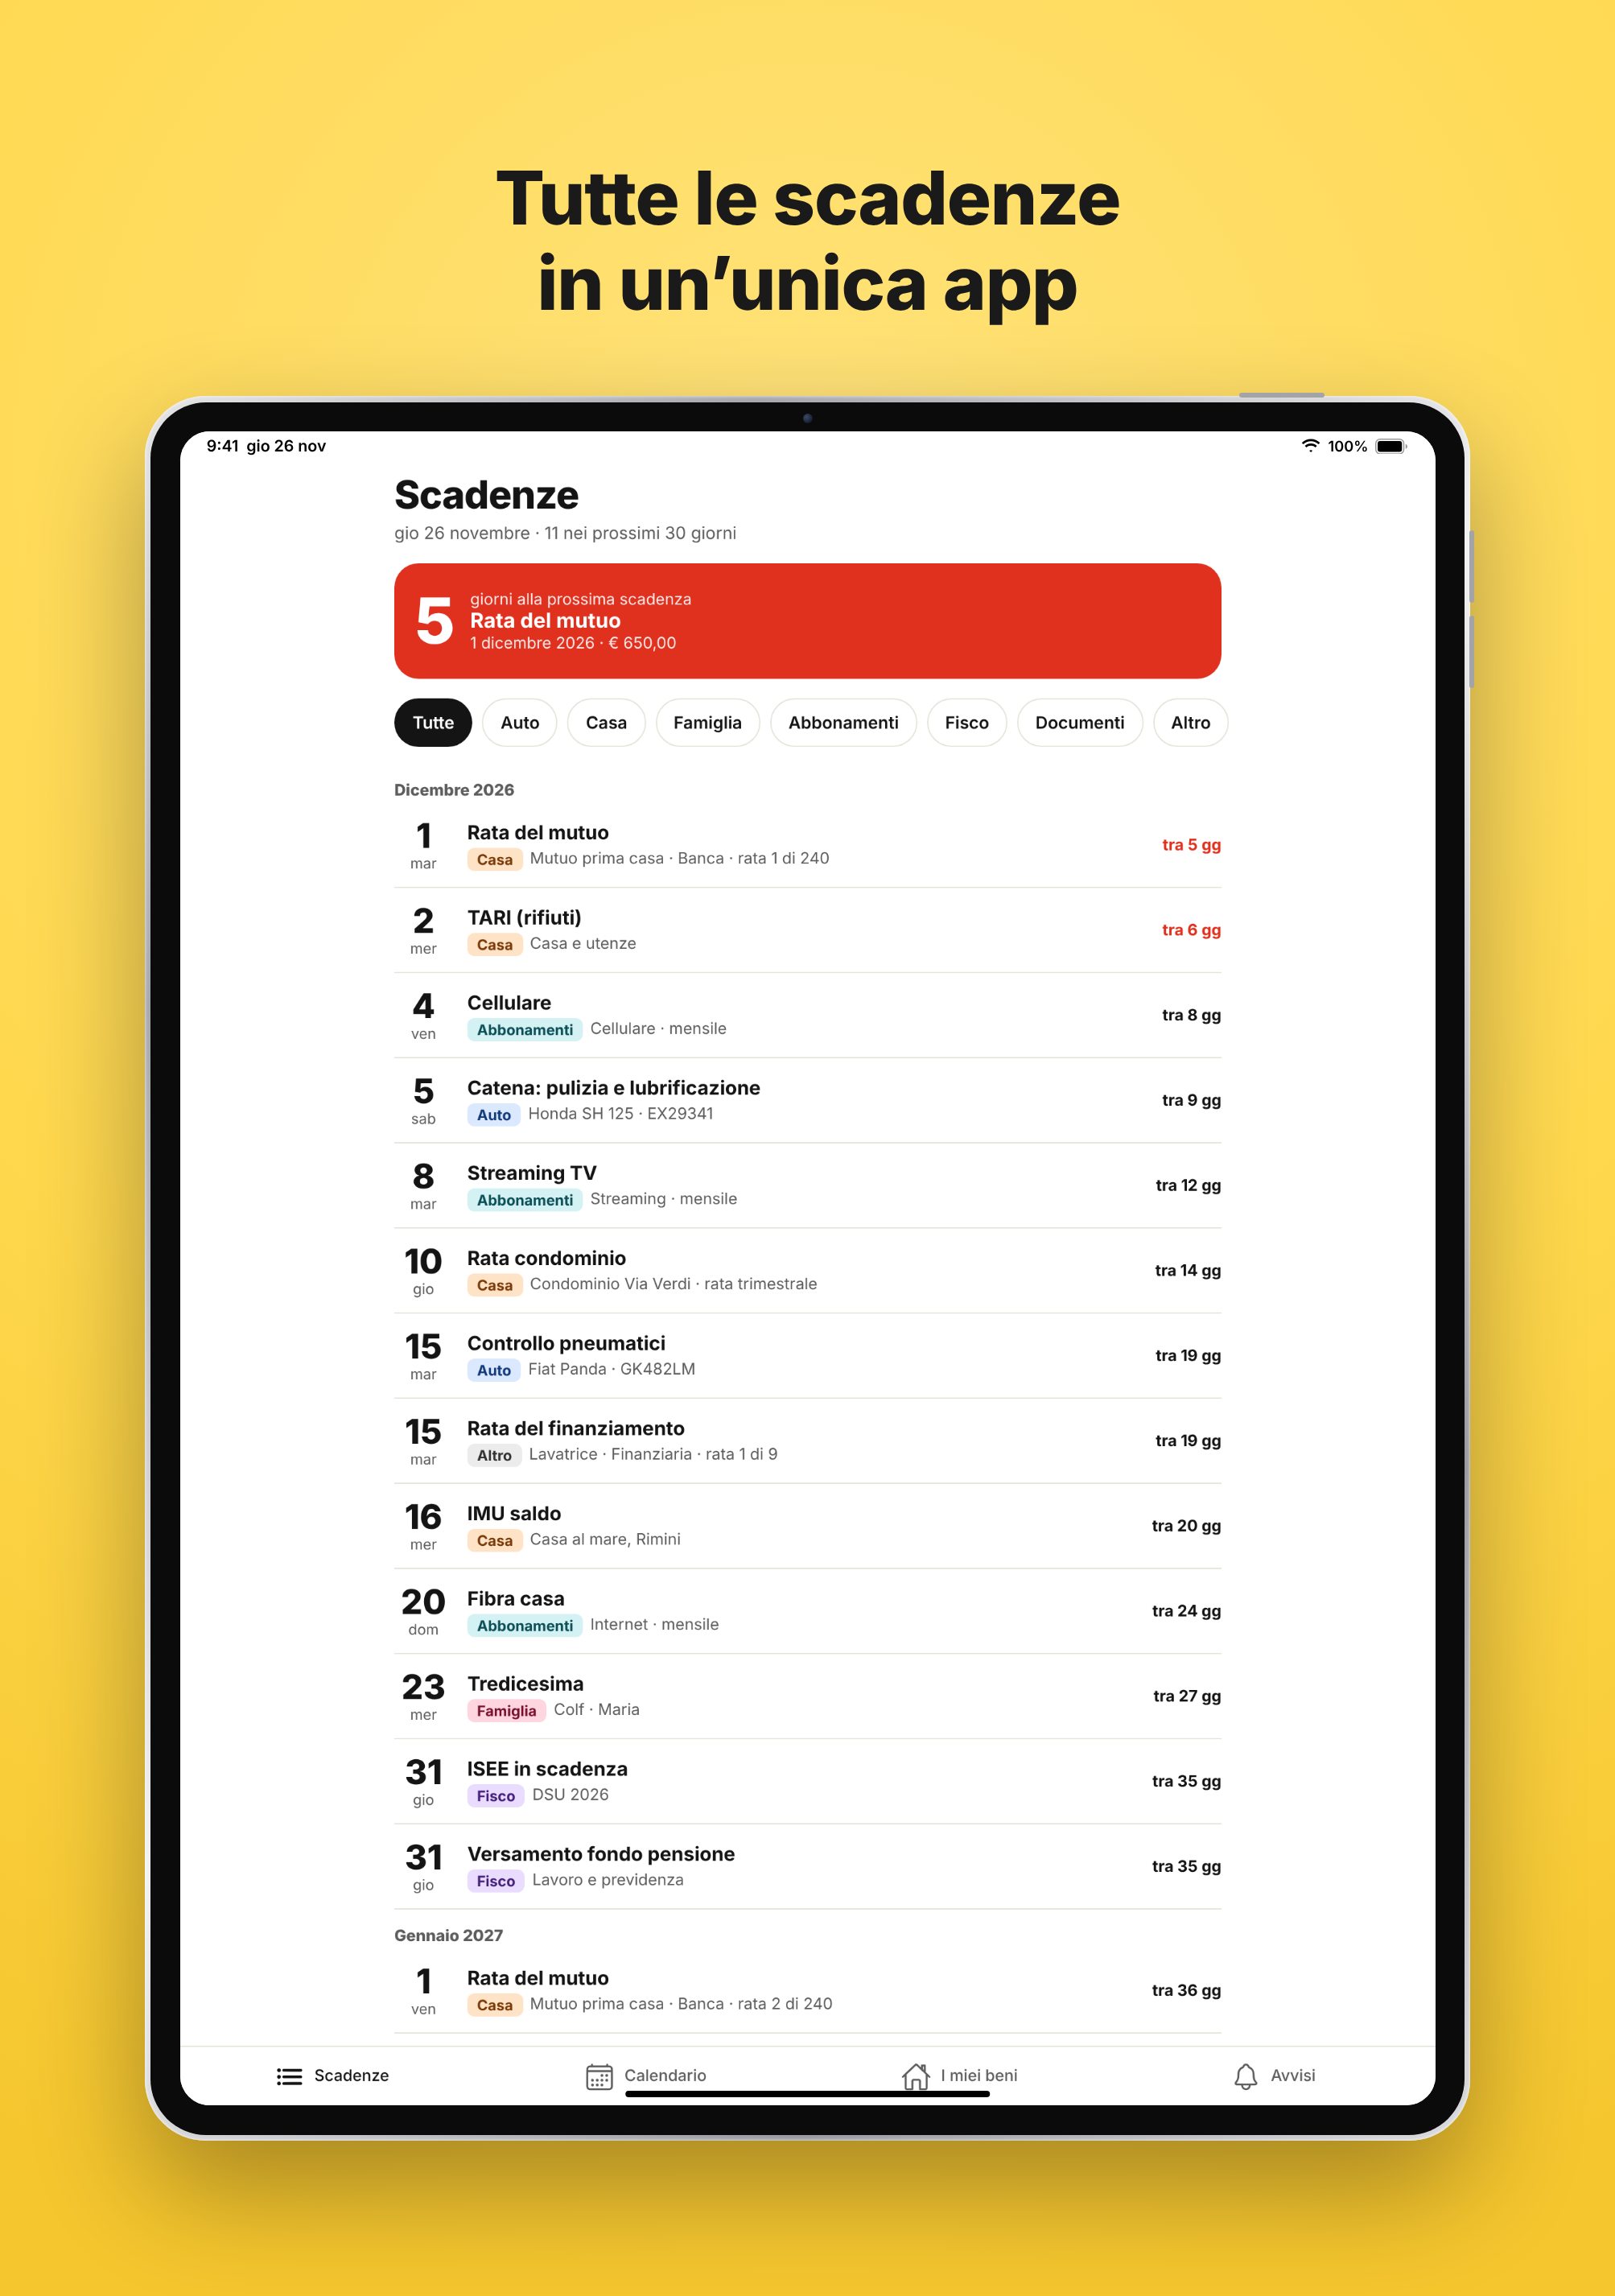 Tutte le scadenze
in un’unica app
9:41 gio 26 nov
100%
Scadenze
gio 26 novembre · 11 nei prossimi 30 giorni
5
giorni alla prossima scadenza
Rata del mutuo
1 dicembre 2026 · € 650,00
Tutte Auto Casa Famiglia Abbonamenti Fisco Documenti Altro
Dicembre 2026
1 Rata del mutuo
mar Casa Mutuo prima casa · Banca · rata 1 di 240
tra 5 gg
2 TARI (rifiuti)
mer Casa Casa e utenze
tra 6 gg
4 Cellulare
ven Abbonamenti Cellulare · mensile
tra 8 gg
5 Catena: pulizia e lubrificazione
sab Auto Honda SH 125 · EX29341
tra 9 gg
8 Streaming TV
mar Abbonamenti Streaming · mensile
tra 12 gg
10 Rata condominio
gio Casa Condominio Via Verdi · rata trimestrale
tra 14 gg
15 Controllo pneumatici
mar Auto Fiat Panda · GK482LM
tra 19 gg
15 Rata del finanziamento
mar Altro Lavatrice · Finanziaria · rata 1 di 9
tra 19 gg
16 IMU saldo
mer Casa Casa al mare, Rimini
tra 20 gg
20 Fibra casa
dom Abbonamenti Internet · mensile
tra 24 gg
23 Tredicesima
mer Famiglia Colf · Maria
tra 27 gg
31 ISEE in scadenza
gio Fisco DSU 2026
tra 35 gg
31 Versamento fondo pensione
gio Fisco Lavoro e previdenza
tra 35 gg
Gennaio 2027
1 Rata del mutuo
ven Casa Mutuo prima casa · Banca · rata 2 di 240
tra 36 gg
Scadenze Calendario I miei beni Avvisi